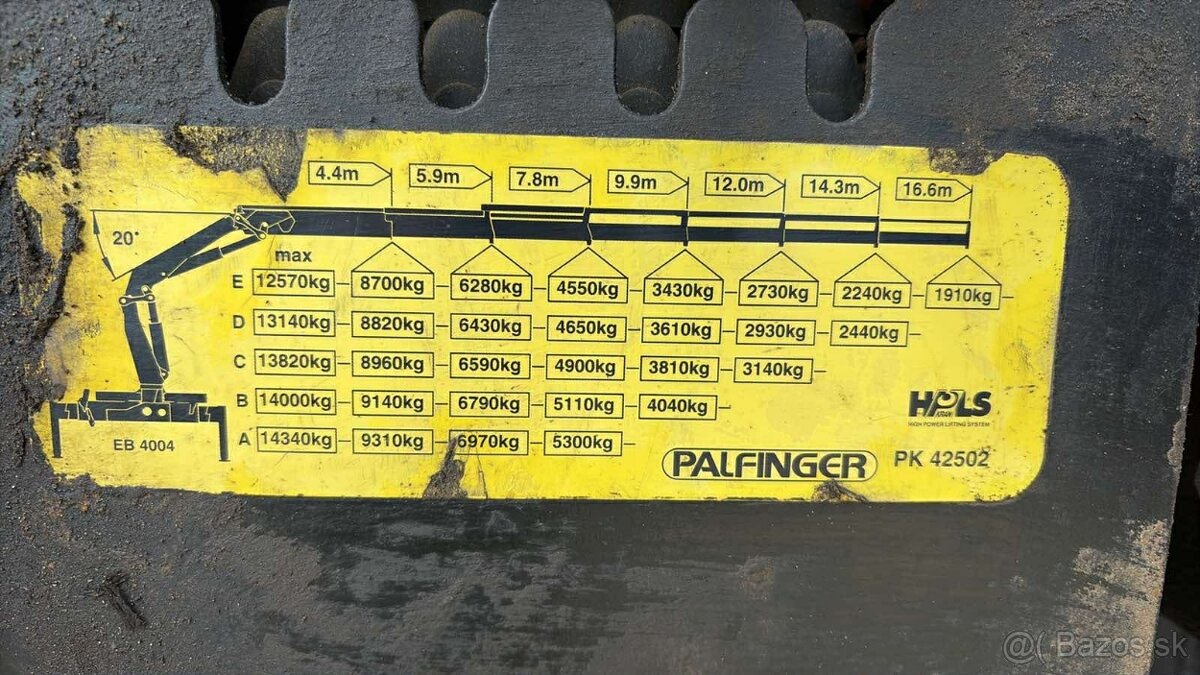 4.4m 5.9m 7.8m 9.9m 12.0m 14.3m 16.6m
20°
max
E 12570kg 8700kg 6280kg 4550kg 3430kg 2730kg 2240kg 1910kg
D 13140kg 8820kg 6430kg 4650kg 3610kg 2930kg 2440kg
C 13820kg 8960kg 6590kg 4900kg 3810kg 3140kg
B 14000kg 9140kg 6790kg 5110kg 4040kg
A 14340kg 9310kg 6970kg 5300kg
EB 4004
HPLS
HIGH POWER LIFTING SYSTEM
PALFINGER PK 42502
@( Bazos.sk